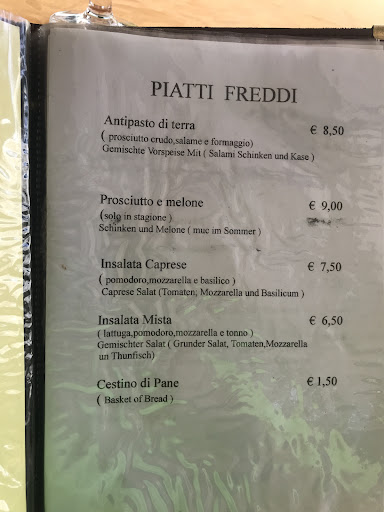 PIATTI FREDDI
Antipasto di terra € 8,50
( prosciutto crudo,salame e formaggio)
Gemischte Vorspeise Mit ( Salami Schinken und Kase )
Prosciutto e melone € 9,00
(solo in stagione )
Schinken und Melone ( muc im Sommer )
Insalata Caprese € 7,50
( pomodoro,mozzarella e basilico )
Caprese Salat (Tomaten, Mozzarella und Basilicum )
Insalata Mista € 6,50
( lattuga,pomodoro,mozzarella e tonno )
Gemischter Salat ( Grunder Salat, Tomaten,Mozzarella
un Thunfisch)
Cestino di Pane € 1,50
( Basket of Bread )